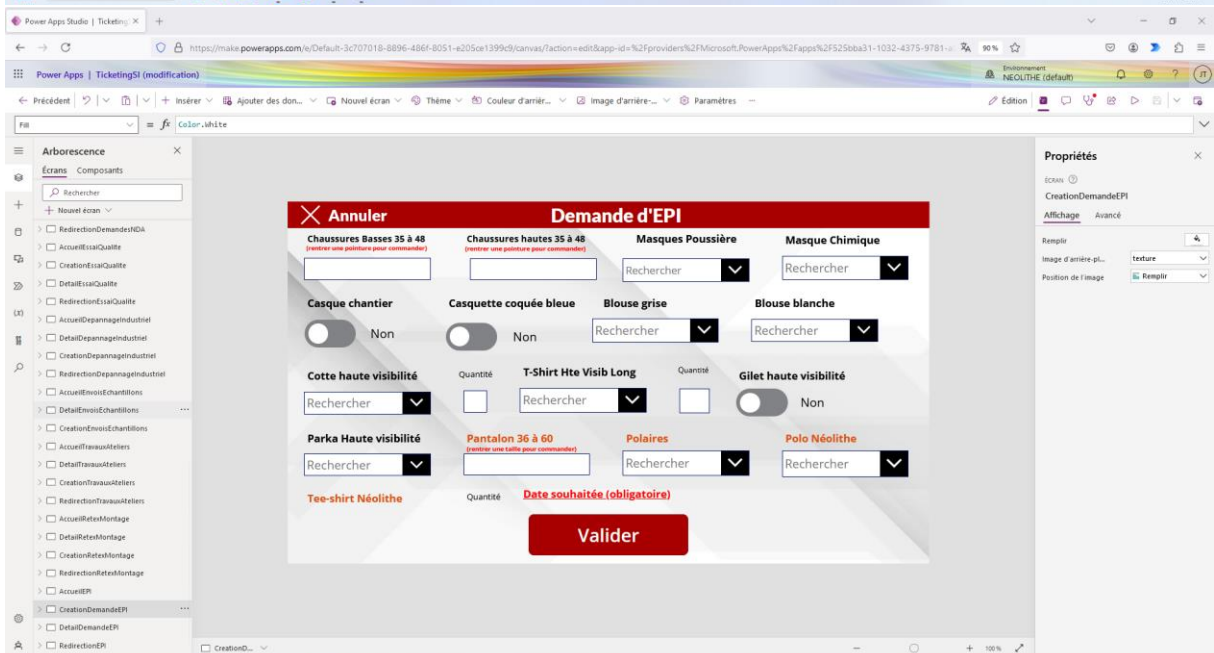 Power Apps Studio | Ticketing
https://make.powerapps.com/e/Default-3c707018-8896-486f-8051-e205ce1399c9/canvas/?action=edit&app-id=%2Fproviders%2FMicrosoft.PowerApps%2Fapps%2F525bba31-1032-4375-9781-
90%
Power Apps | TicketingSI (modification)
Environnement
NEOLITHE (default)
JT
Précédent
Insérer
Ajouter des don...
Nouvel écran
Thème
Couleur d'arrièr...
Image d'arrière-...
Paramètres
Édition
Fill
= fx Color.White
Arborescence
Écrans Composants
Rechercher
Nouvel écran
RedirectionDemandesNDA
AccueilEssaiQualite
CreationEssaiQualite
DetailEssaiQualite
RedirectionEssaiQualite
AccueilDepannageIndustriel
DetailDepannageIndustriel
CreationDepannageIndustriel
RedirectionDepannageIndustriel
AccueilEnvoisEchantillons
DetailEnvoisEchantillons
CreationEnvoisEchantillons
AccueilTravauxAteliers
DetailTravauxAteliers
CreationTravauxAteliers
RedirectionTravauxAteliers
AccueilRetexMontage
DetailRetexMontage
CreationRetexMontage
RedirectionRetexMontage
AccueilEPI
CreationDemandeEPI
DetailDemandeEPI
RedirectionEPI
Annuler Demande d'EPI
Chaussures Basses 35 à 48 Chaussures hautes 35 à 48 Masques Poussière Masque Chimique
(rentrer une pointure pour commander) (rentrer une pointure pour commander)
Rechercher Rechercher
Casque chantier Casquette coquée bleue Blouse grise Blouse blanche
Non Non Rechercher Rechercher
Cotte haute visibilité Quantité T-Shirt Hte Visib Long Quantité Gilet haute visibilité
Rechercher Rechercher Non
Parka Haute visibilité Pantalon 36 à 60 Polaires Polo Néolithe
(rentrer une taille pour commander)
Rechercher Rechercher Rechercher
Tee-shirt Néolithe Quantité Date souhaitée (obligatoire)
Valider
Propriétés
ÉCRAN
CreationDemandeEPI
Affichage Avancé
Remplir
Image d'arrière-pl... texture
Position de l'image Remplir
CreationD...
100 %